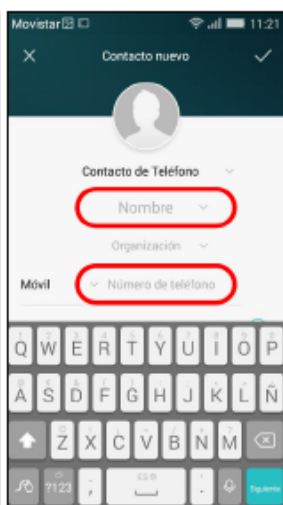 Movistar 11:21
Contacto nuevo
Contacto de Teléfono
Nombre
Organización
Móvil Número de teléfono
Q W E R T Y U I O P
A S D F G H J K L Ñ
Z X C V B N M
?123 , .
Siguiente